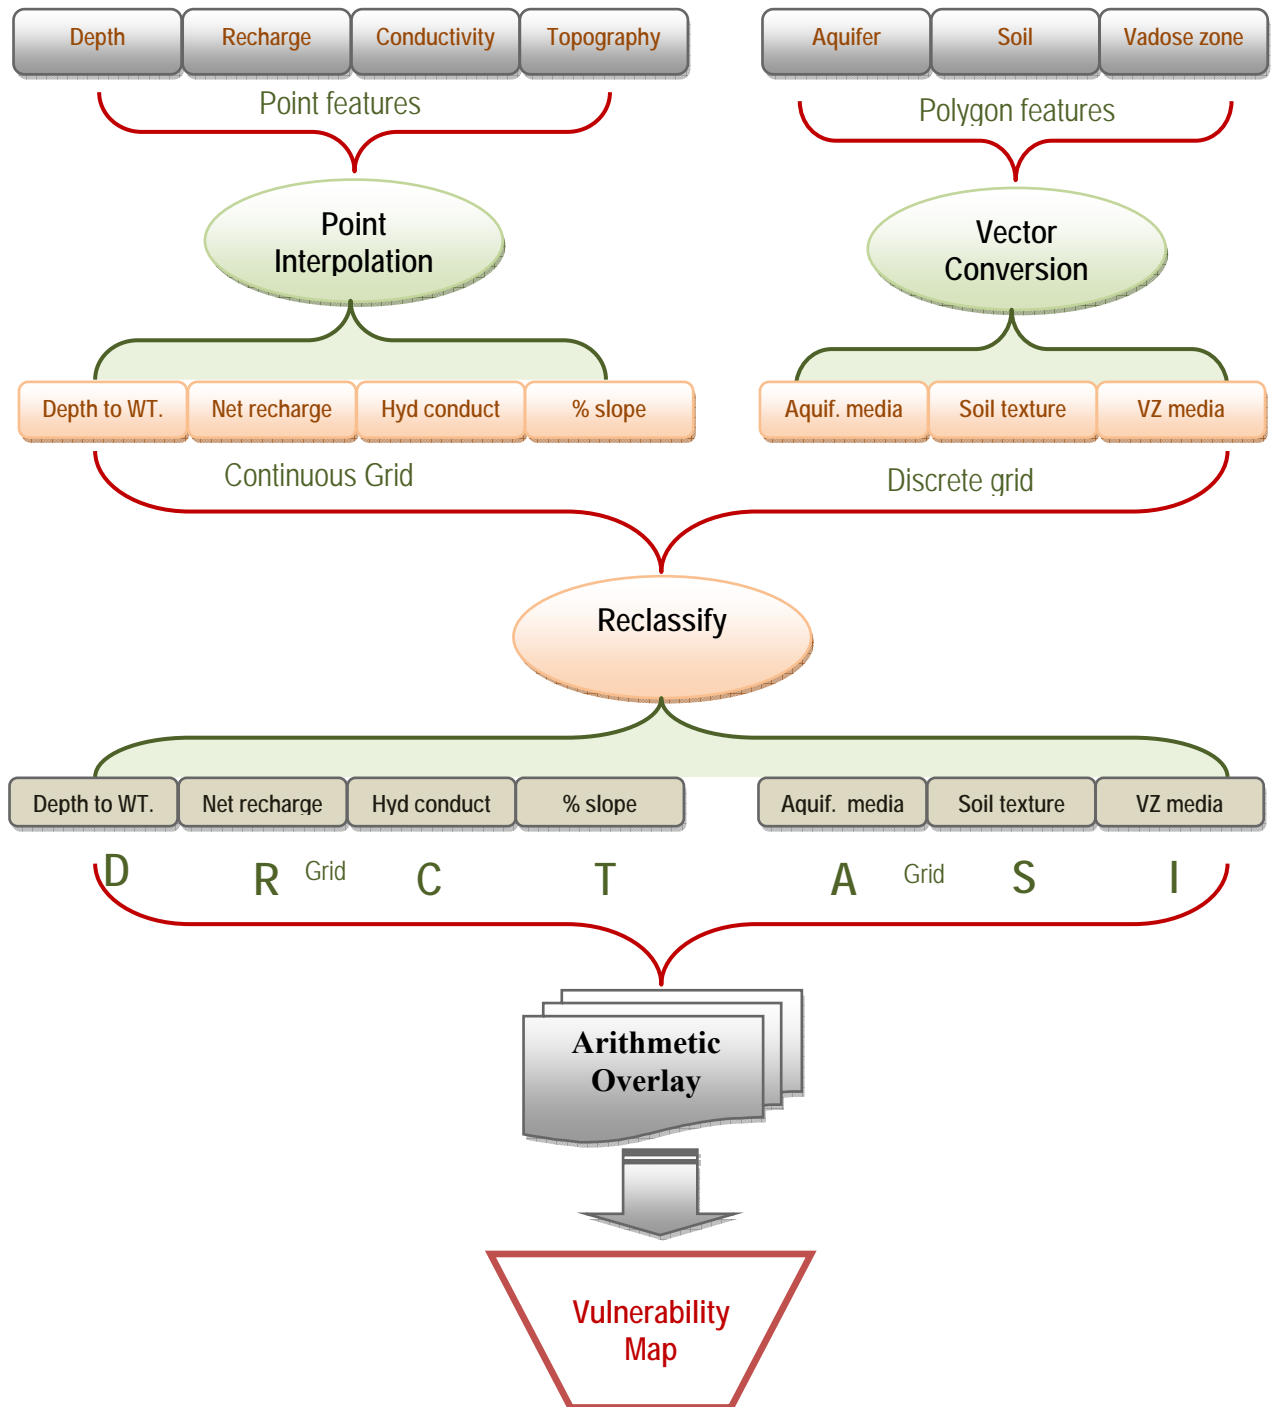 Depth Recharge Conductivity Topography Aquifer Soil Vadose zone
Point features Polygon features
Point
Interpolation
Vector
Conversion
Depth to WT. Net recharge Hyd conduct % slope Aquif. media Soil texture VZ media
Continuous Grid Discrete grid
Reclassify
Depth to WT. Net recharge Hyd conduct % slope Aquif. media Soil texture VZ media
D R Grid C T A Grid S I
Arithmetic
Overlay
Vulnerability
Map